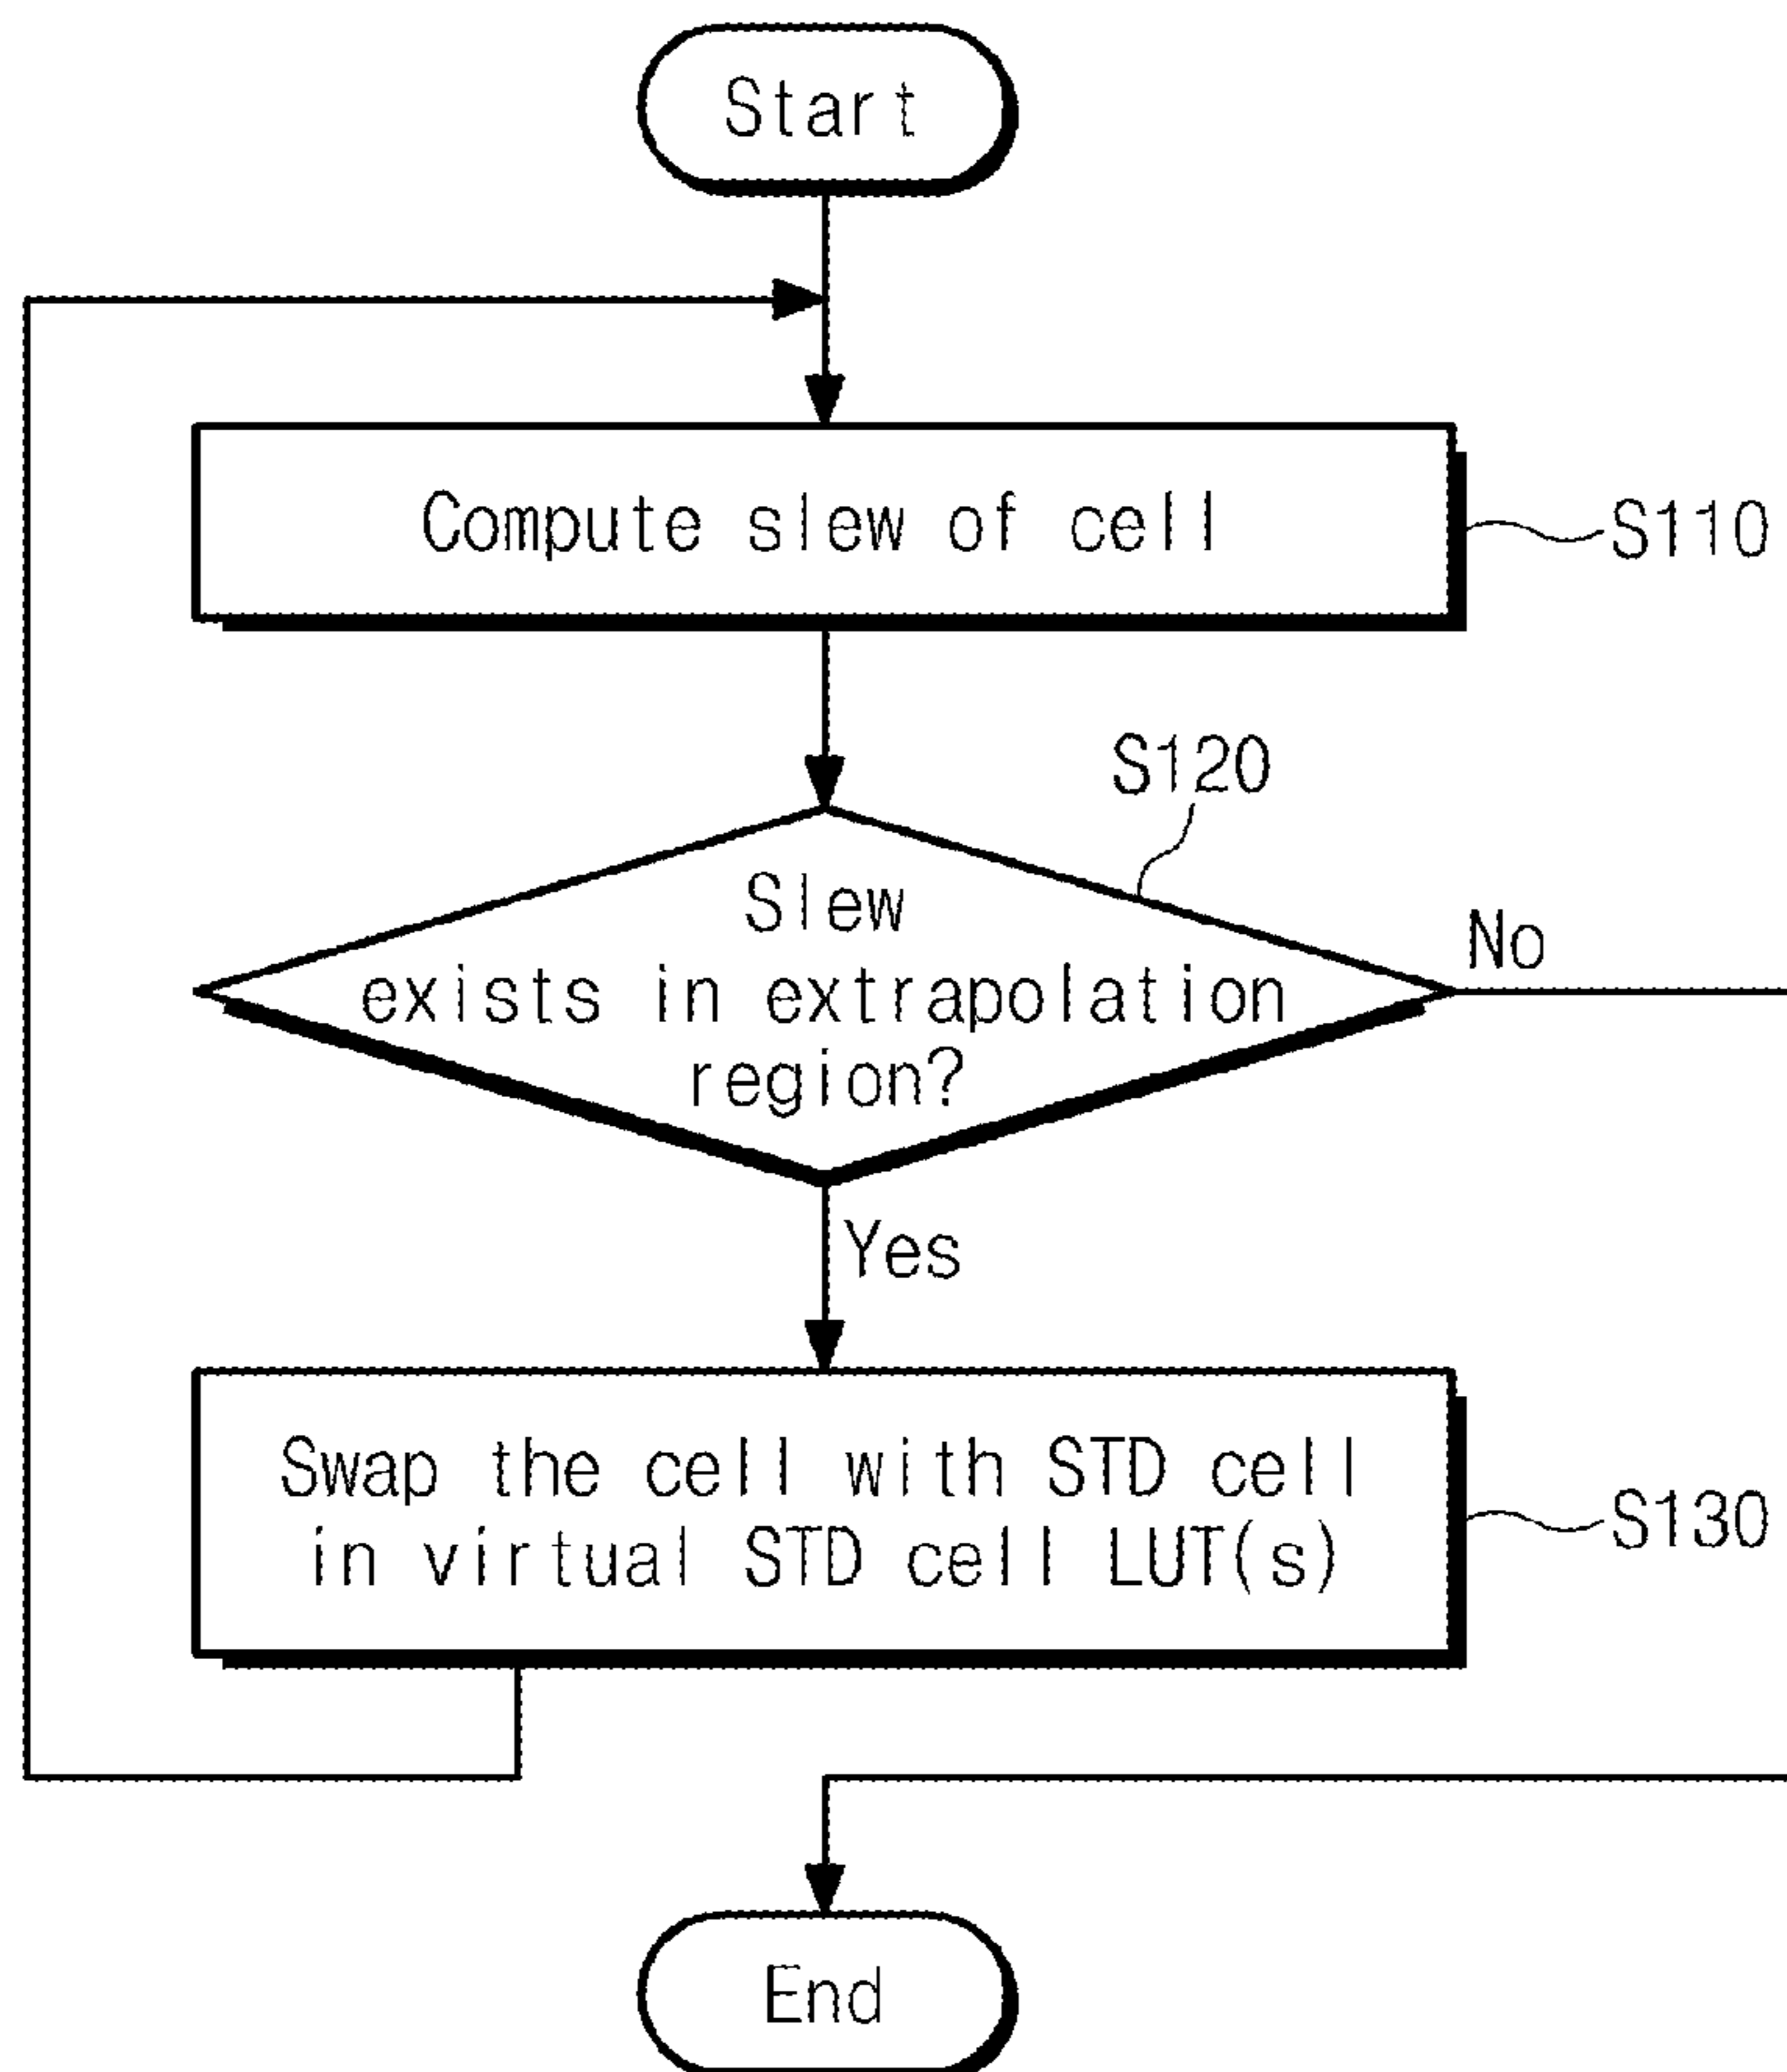 Start
Compute slew of cell
S110
S120
Slew
exists in extrapolation
region?
No
Yes
Swap the cell with STD cell
in virtual STD cell LUT(s)
S130
End